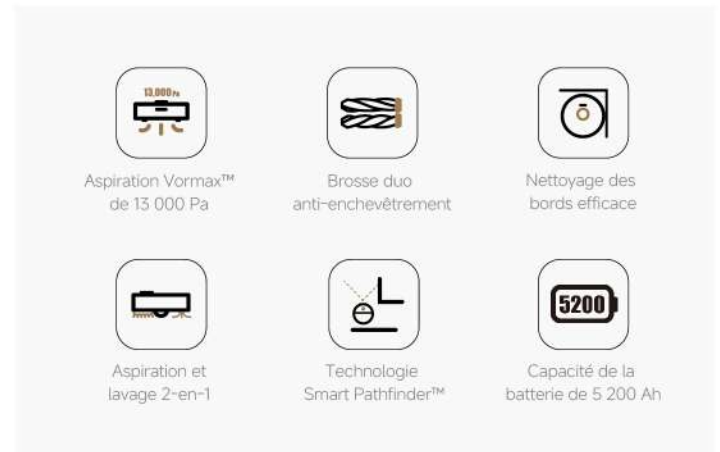 13,000Pa
Aspiration Vormax™
de 13 000 Pa
Brosse duo
anti-enchevêtrement
Nettoyage des
bords efficace
Aspiration et
lavage 2-en-1
Technologie
Smart Pathfinder™
5200
Capacité de la
batterie de 5 200 Ah